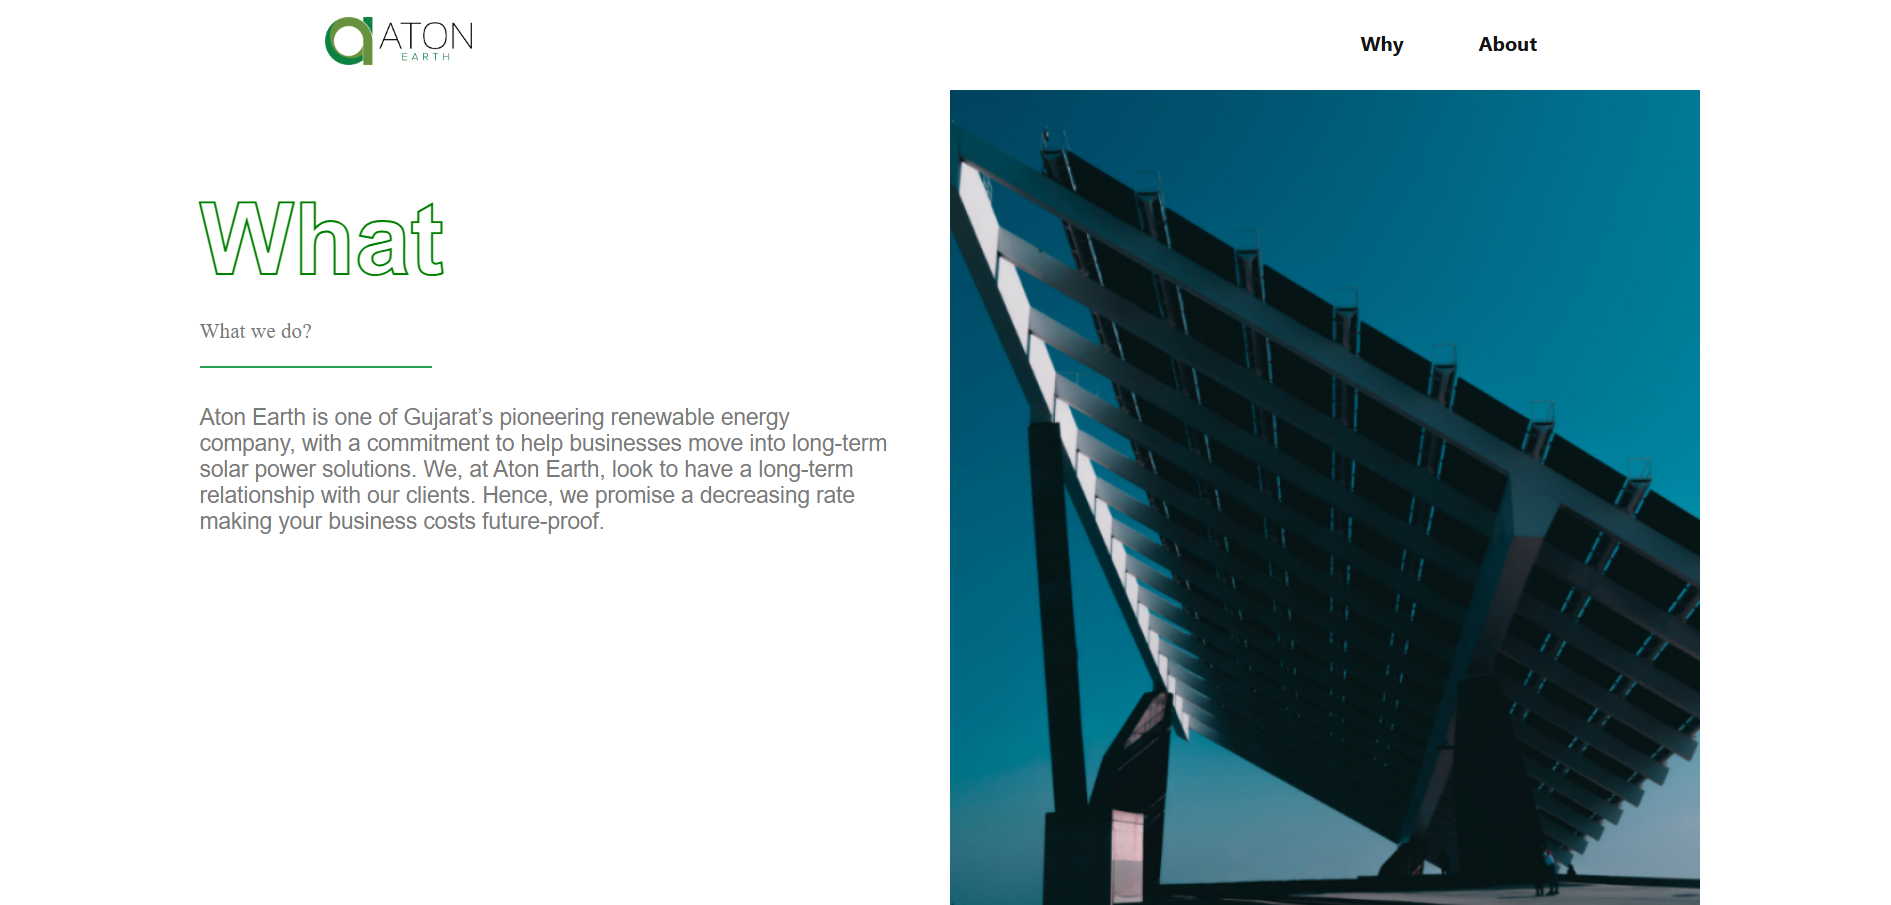 ATON
EARTH
Why
About
What
What we do?
Aton Earth is one of Gujarat’s pioneering renewable energy
company, with a commitment to help businesses move into long-term
solar power solutions. We, at Aton Earth, look to have a long-term
relationship with our clients. Hence, we promise a decreasing rate
making your business costs future-proof.